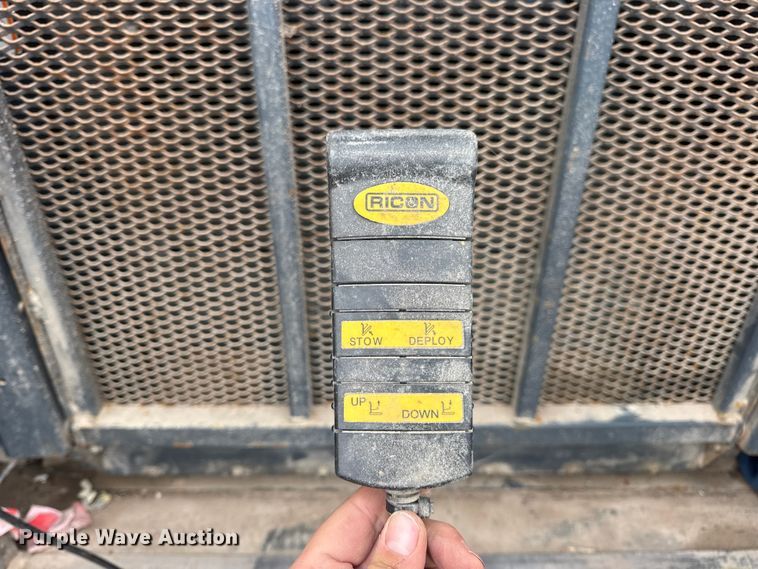 RICON
STOW DEPLOY
UP DOWN
Purple Wave Auction